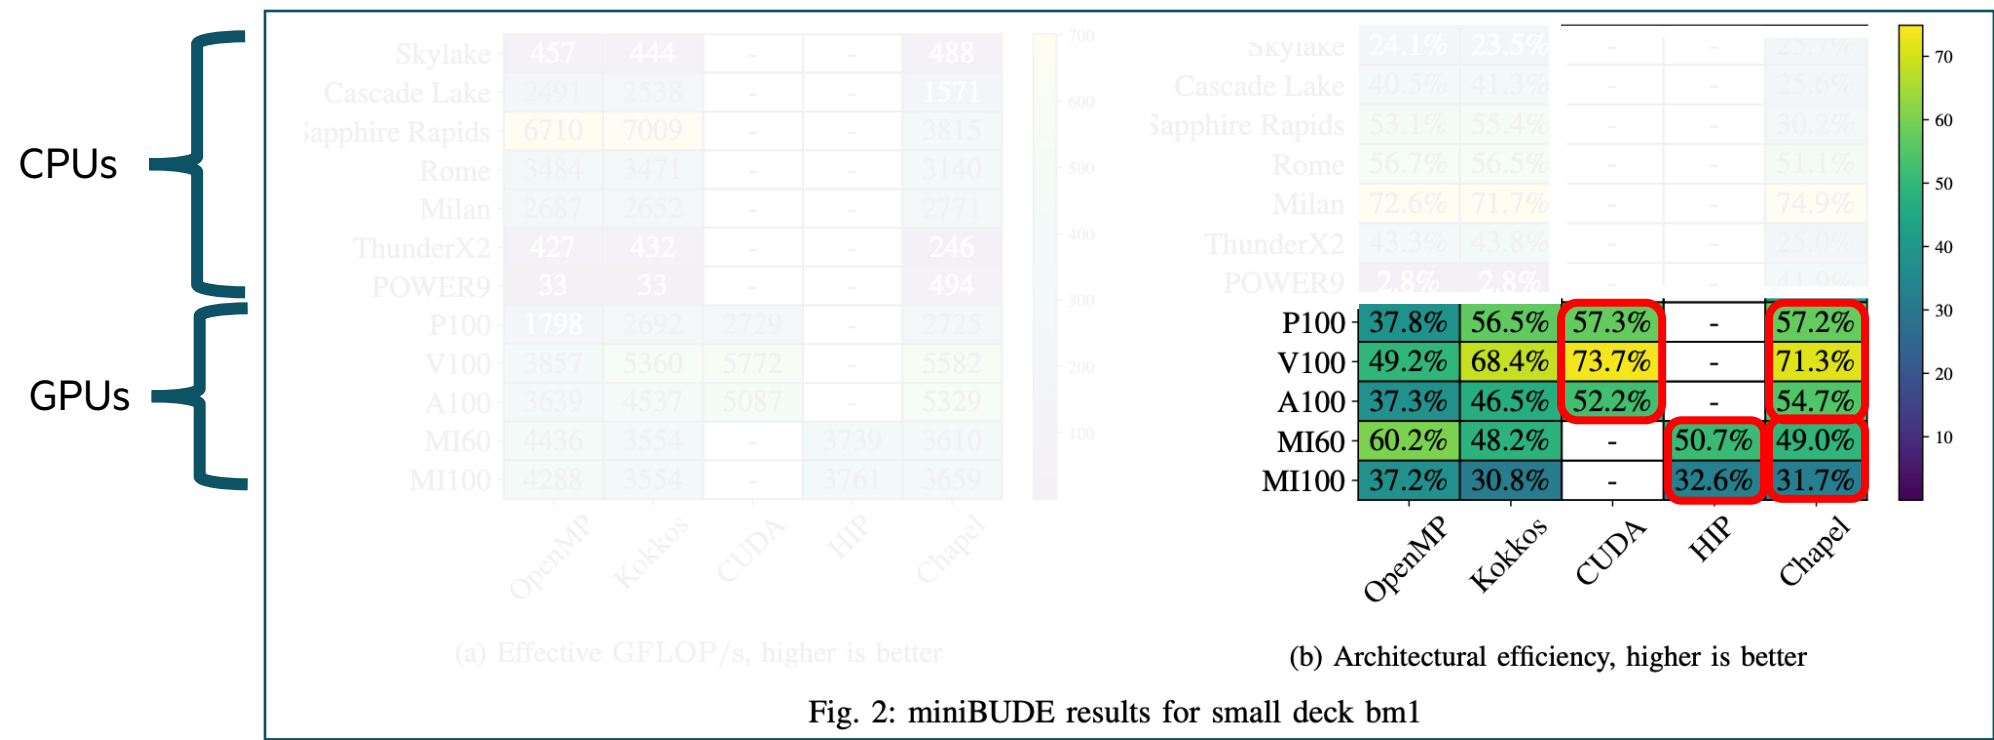 CPUs
GPUs
Skylake 457 444 - - 488
Cascade Lake 2491 2538 - - 1571
Sapphire Rapids 6710 7009 - - 3815
Rome 3484 3471 - - 3140
Milan 2687 2652 - - 2771
ThunderX2 427 432 - - 246
POWER9 33 33 - - 494
P100 1798 2692 2729 - 2725
V100 3857 5360 5772 - 5582
A100 3639 4537 5087 - 5329
MI60 4436 3554 - 3739 3610
MI100 4288 3554 - 3761 3659
OpenMP Kokkos CUDA HIP Chapel
700
600
500
400
300
200
100
(a) Effective GFLOP/s, higher is better
Skylake 24.1% 23.5% - - 25.7%
Cascade Lake 40.5% 41.3% - - 25.6%
Sapphire Rapids 53.1% 55.4% - - 30.2%
Rome 56.7% 56.5% - - 51.1%
Milan 72.6% 71.7% - - 74.9%
ThunderX2 43.3% 43.8% - - 25.0%
POWER9 2.8% 2.8% - - 41.9%
P100 37.8% 56.5% 57.3% - 57.2%
V100 49.2% 68.4% 73.7% - 71.3%
A100 37.3% 46.5% 52.2% - 54.7%
MI60 60.2% 48.2% - 50.7% 49.0%
MI100 37.2% 30.8% - 32.6% 31.7%
OpenMP Kokkos CUDA HIP Chapel
70
60
50
40
30
20
10
(b) Architectural efficiency, higher is better
Fig. 2: miniBUDE results for small deck bm1